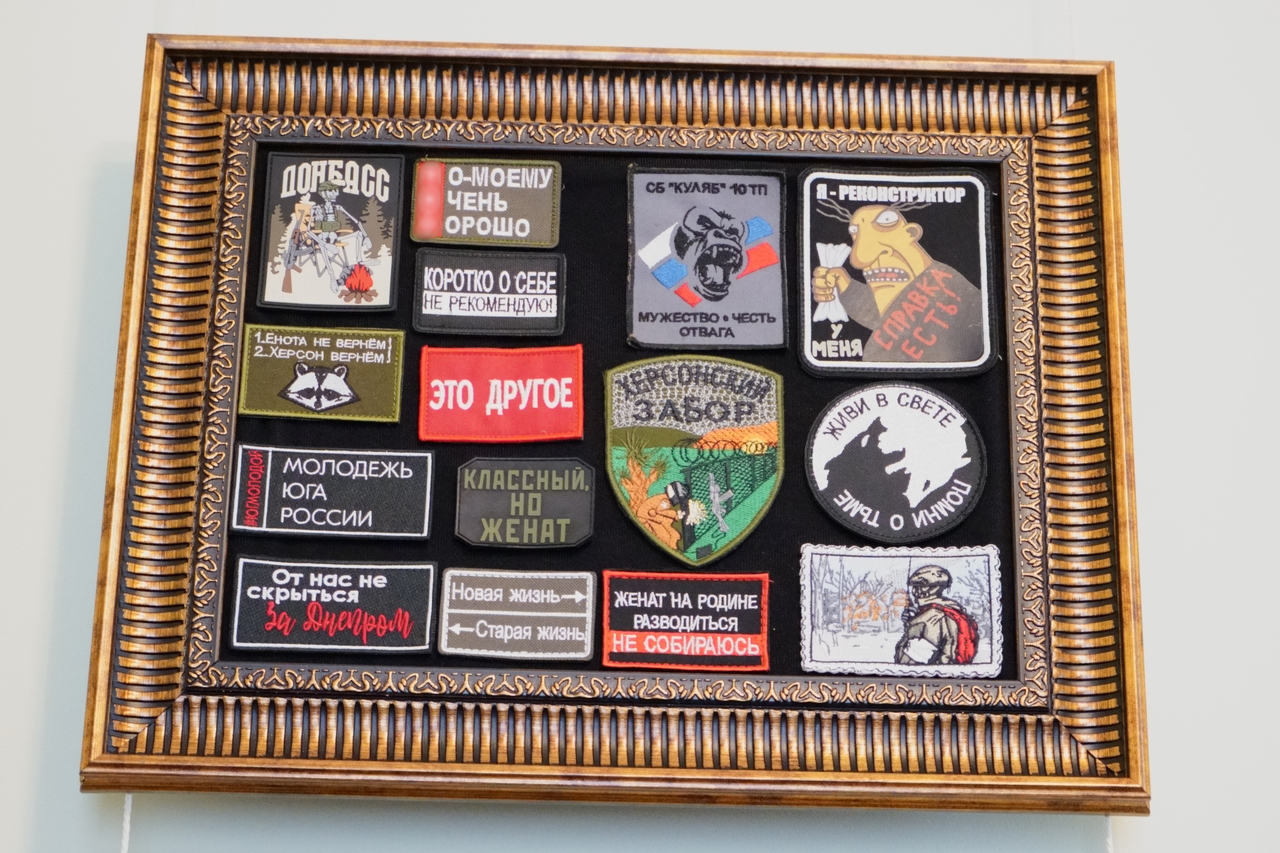 ДОНБАСС
О-МОЕМУ
ЧЕНЬ
ОРОШО
КОРОТКО О СЕБЕ
НЕ РЕКОМЕНДУЮ!
СБ "КУЛЯБ" 10 ТП
МУЖЕСТВО • ЧЕСТЬ
ОТВАГА
Я - РЕКОНСТРУКТОР
У
МЕНЯ
СПРАВКА
ЕСТЬ!
1.ЕНОТА НЕ ВЕРНЁМ!
2.ХЕРСОН ВЕРНЁМ!
ЭТО ДРУГОЕ
ХЕРСОНСКИЙ
ЗАБОР
ЖИВИ В СВЕТЕ
ПОМНИ О ТЬМЕ
#ЮГМОЛОДОЙ
МОЛОДЕЖЬ
ЮГА
РОССИИ
КЛАССНЫЙ,
НО
ЖЕНАТ
От нас не
скрыться
За Днепром
Новая жизнь→
←Старая жизнь
ЖЕНАТ НА РОДИНЕ
РАЗВОДИТЬСЯ
НЕ СОБИРАЮСЬ